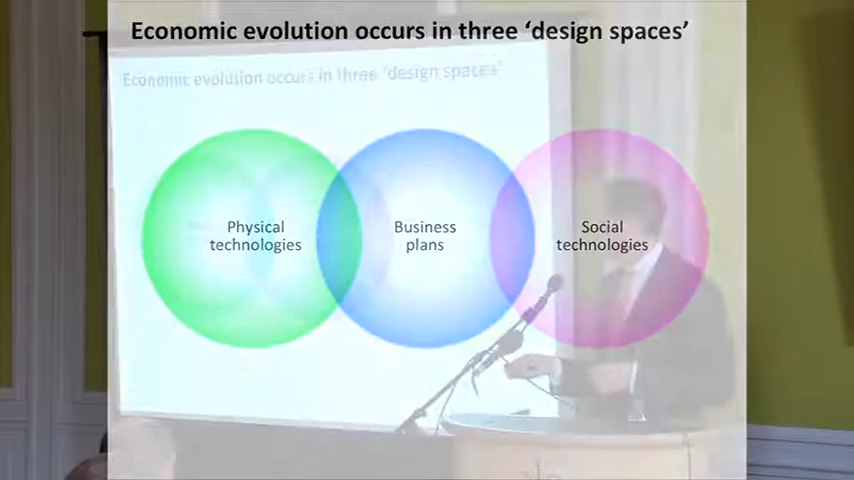 Economic evolution occurs in three ‘design spaces’
Economic evolution occurs in three ‘design spaces’
Physical
technologies
Business
plans
Social
technologies